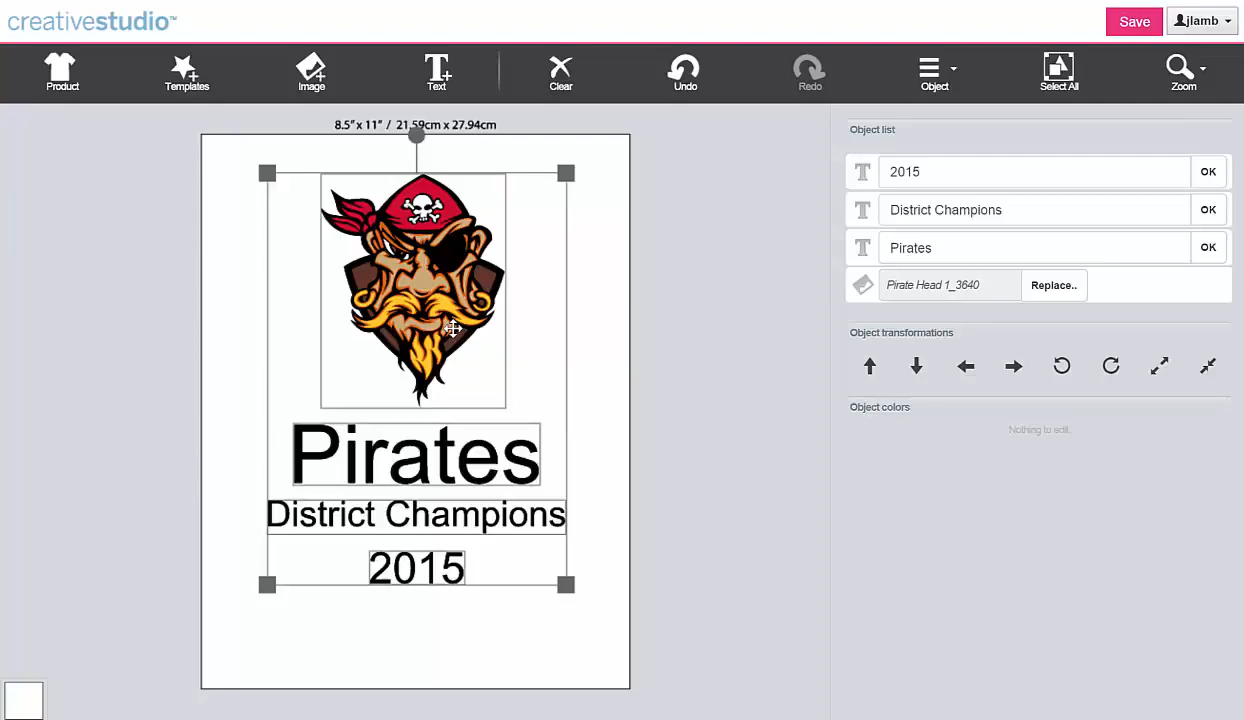 creativestudio™
Save
jlamb
Product
Templates
Image
Text
Clear
Undo
Redo
Object
Select All
Zoom
8.5" x 11" / 21.59cm x 27.94cm
Pirates
District Champions
2015
Object list
2015 OK
District Champions OK
Pirates OK
Pirate Head 1_3640 Replace..
Object transformations
Object colors
Nothing to edit.